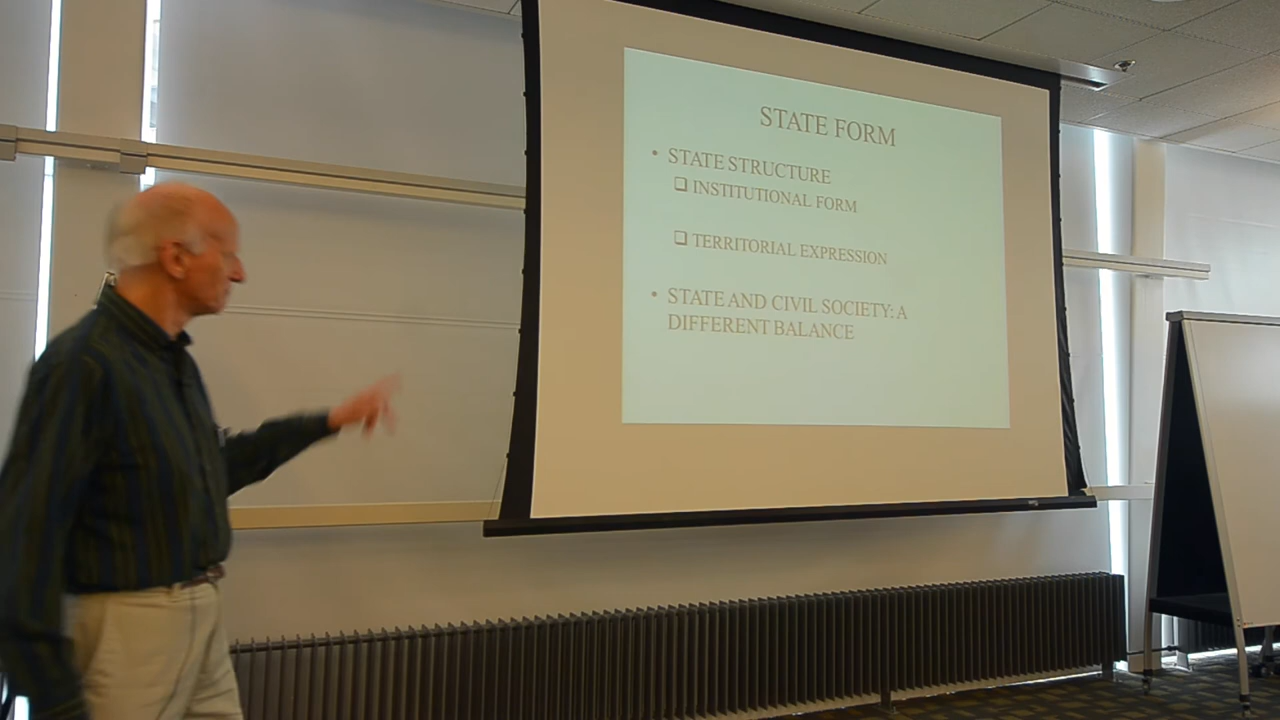 STATE FORM
• STATE STRUCTURE
❑ INSTITUTIONAL FORM
❑ TERRITORIAL EXPRESSION
• STATE AND CIVIL SOCIETY: A
DIFFERENT BALANCE